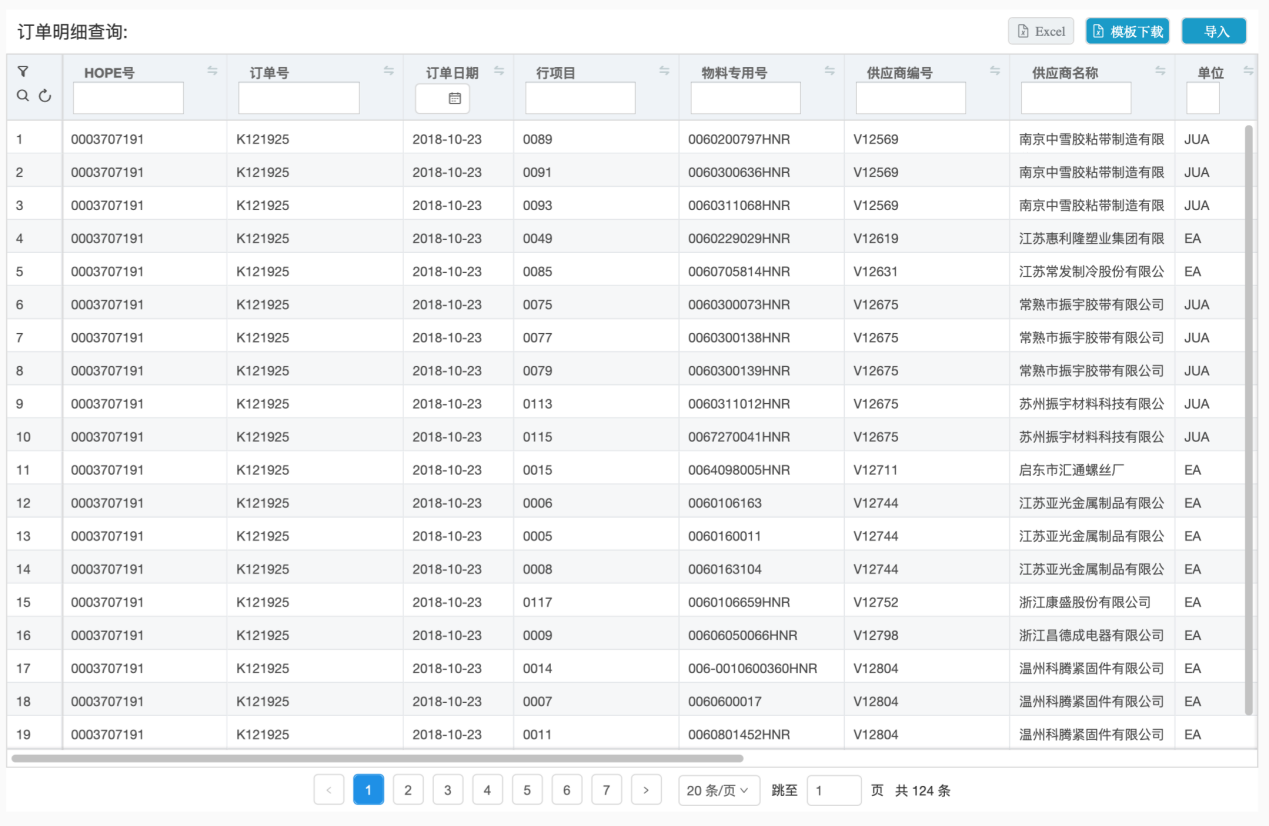 订单明细查询:
Excel 模板下载 导入
HOPE号 订单号 订单日期 行项目 物料专用号 供应商编号 供应商名称 单位
1 0003707191 K121925 2018-10-23 0089 0060200797HNR V12569 南京中雪胶粘带制造有限 JUA
2 0003707191 K121925 2018-10-23 0091 0060300636HNR V12569 南京中雪胶粘带制造有限 JUA
3 0003707191 K121925 2018-10-23 0093 0060311068HNR V12569 南京中雪胶粘带制造有限 JUA
4 0003707191 K121925 2018-10-23 0049 0060229029HNR V12619 江苏惠利隆塑业集团有限 EA
5 0003707191 K121925 2018-10-23 0085 0060705814HNR V12631 江苏常发制冷股份有限公 EA
6 0003707191 K121925 2018-10-23 0075 0060300073HNR V12675 常熟市振宇胶带有限公司 JUA
7 0003707191 K121925 2018-10-23 0077 0060300138HNR V12675 常熟市振宇胶带有限公司 JUA
8 0003707191 K121925 2018-10-23 0079 0060300139HNR V12675 常熟市振宇胶带有限公司 JUA
9 0003707191 K121925 2018-10-23 0113 0060311012HNR V12675 苏州振宇材料科技有限公 JUA
10 0003707191 K121925 2018-10-23 0115 0067270041HNR V12675 苏州振宇材料科技有限公 JUA
11 0003707191 K121925 2018-10-23 0015 0064098005HNR V12711 启东市汇通螺丝厂 EA
12 0003707191 K121925 2018-10-23 0006 0060106163 V12744 江苏亚光金属制品有限公 EA
13 0003707191 K121925 2018-10-23 0005 0060160011 V12744 江苏亚光金属制品有限公 EA
14 0003707191 K121925 2018-10-23 0008 0060163104 V12744 江苏亚光金属制品有限公 EA
15 0003707191 K121925 2018-10-23 0117 0060106659HNR V12752 浙江康盛股份有限公司 EA
16 0003707191 K121925 2018-10-23 0009 00606050066HNR V12798 浙江昌德成电器有限公司 EA
17 0003707191 K121925 2018-10-23 0014 006-0010600360HNR V12804 温州科腾紧固件有限公司 EA
18 0003707191 K121925 2018-10-23 0007 0060600017 V12804 温州科腾紧固件有限公司 EA
19 0003707191 K121925 2018-10-23 0011 0060801452HNR V12804 温州科腾紧固件有限公司 EA
< 1 2 3 4 5 6 7 > 20 条/页 跳至 1 页 共 124 条